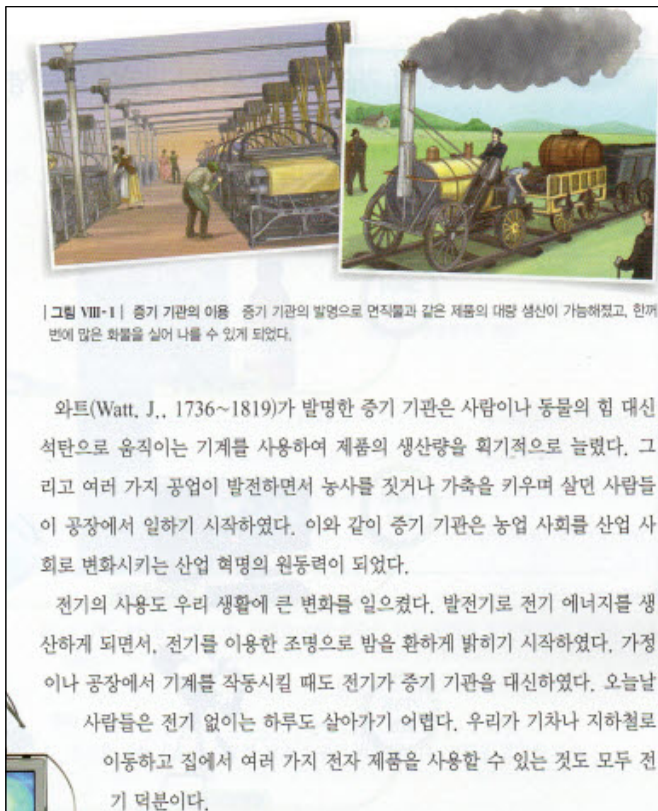 | 그림 VIII-1 | 증기 기관의 이용 증기 기관의 발명으로 면직물과 같은 제품의 대량 생산이 가능해졌고, 한꺼
번에 많은 화물을 실어 나를 수 있게 되었다.
와트(Watt, J., 1736~1819)가 발명한 증기 기관은 사람이나 동물의 힘 대신
석탄으로 움직이는 기계를 사용하여 제품의 생산량을 획기적으로 늘렸다. 그
리고 여러 가지 공업이 발전하면서 농사를 짓거나 가축을 키우며 살던 사람들
이 공장에서 일하기 시작하였다. 이와 같이 증기 기관은 농업 사회를 산업 사
회로 변화시키는 산업 혁명의 원동력이 되었다.
전기의 사용도 우리 생활에 큰 변화를 일으켰다. 발전기로 전기 에너지를 생
산하게 되면서, 전기를 이용한 조명으로 밤을 환하게 밝히기 시작하였다. 가정
이나 공장에서 기계를 작동시킬 때도 전기가 증기 기관을 대신하였다. 오늘날
사람들은 전기 없이는 하루도 살아가기 어렵다. 우리가 기차나 지하철로
이동하고 집에서 여러 가지 전자 제품을 사용할 수 있는 것도 모두 전
기 덕분이다.